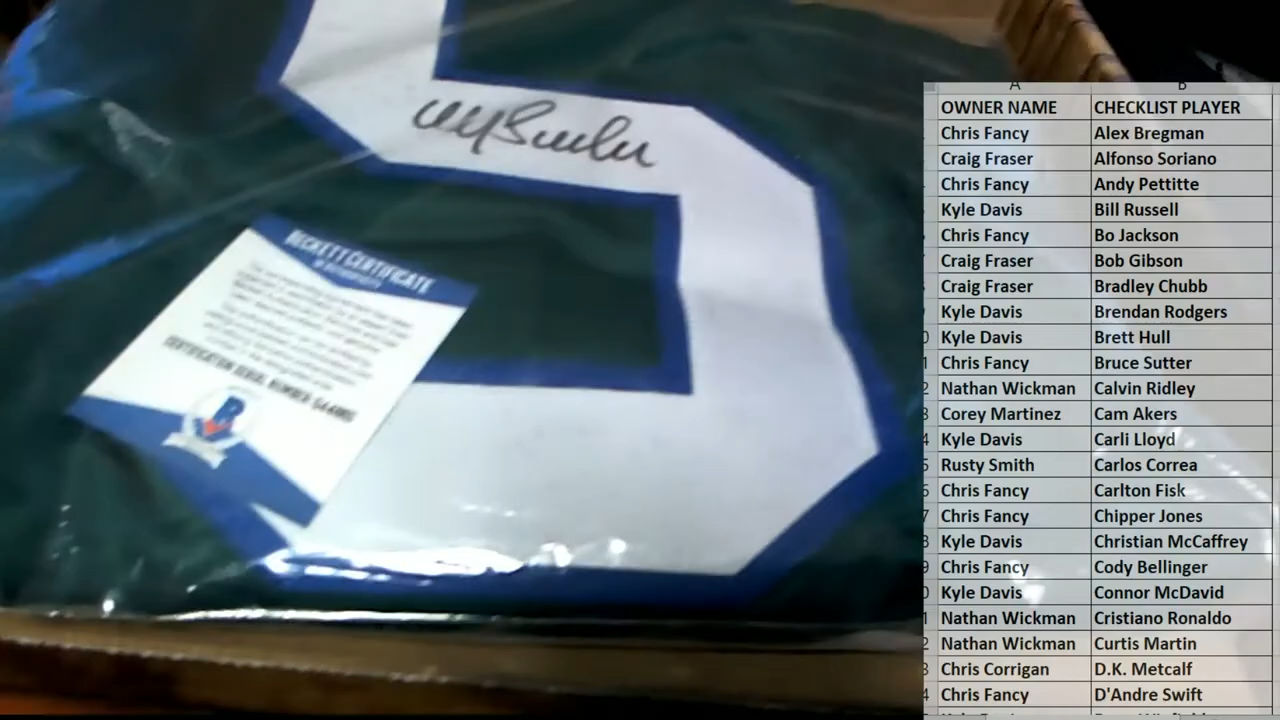 BECKETT CERTIFICATE
CERTIFICATION SERIAL NUMBER
B
A B
OWNER NAME CHECKLIST PLAYER
Chris Fancy Alex Bregman
Craig Fraser Alfonso Soriano
Chris Fancy Andy Pettitte
Kyle Davis Bill Russell
Chris Fancy Bo Jackson
Craig Fraser Bob Gibson
Craig Fraser Bradley Chubb
Kyle Davis Brendan Rodgers
Kyle Davis Brett Hull
Chris Fancy Bruce Sutter
Nathan Wickman Calvin Ridley
Corey Martinez Cam Akers
Kyle Davis Carli Lloyd
Rusty Smith Carlos Correa
Chris Fancy Carlton Fisk
Chris Fancy Chipper Jones
Kyle Davis Christian McCaffrey
Chris Fancy Cody Bellinger
Kyle Davis Connor McDavid
Nathan Wickman Cristiano Ronaldo
Nathan Wickman Curtis Martin
Chris Corrigan D.K. Metcalf
Chris Fancy D'Andre Swift